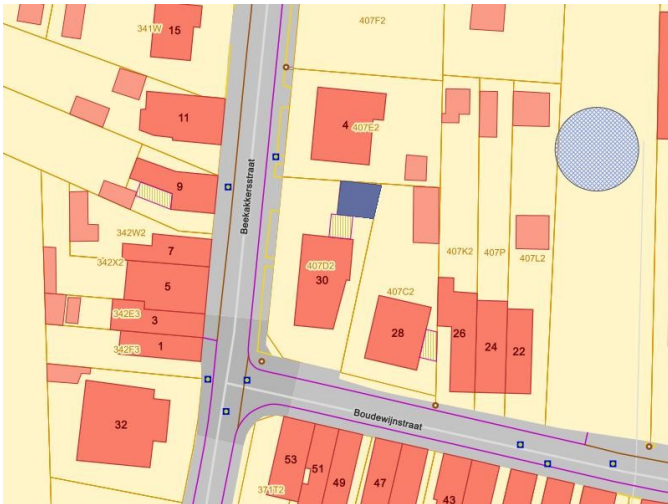 407F2
341W
15
11
4
407E2
9
Beekakkersstraat
342W2
7
342X2
5
407D2
30
407K2
407P
407L2
407C2
342E3
3
28
26
24
22
342F3
1
32
Boudewijnstraat
53
51
49
47
43
371T2